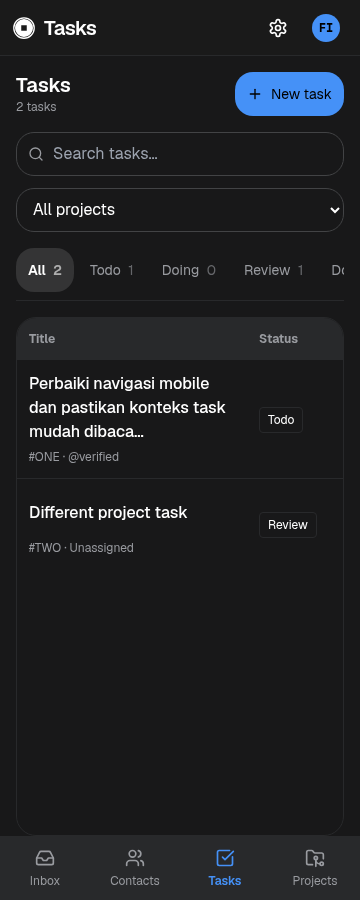 Tasks
FI
Tasks
2 tasks
New task
Search tasks...
All projects
All 2 Todo 1 Doing 0 Review 1
Title Status
Perbaiki navigasi mobile
dan pastikan konteks task
mudah dibaca...
Todo
#ONE · @verified
Different project task
Review
#TWO · Unassigned
Inbox Contacts Tasks Projects